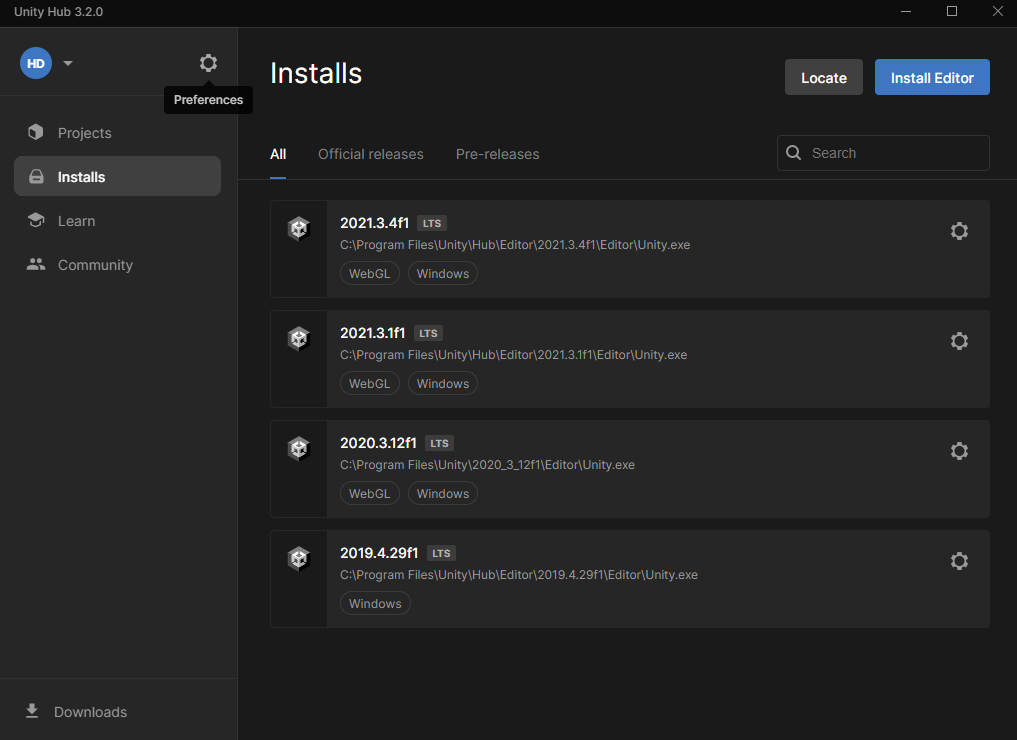 Unity Hub 3.2.0
HD
Preferences
Projects
Installs
Learn
Community
Downloads
Installs
Locate
Install Editor
All
Official releases
Pre-releases
Search
2021.3.4f1 LTS
C:\Program Files\Unity\Hub\Editor\2021.3.4f1\Editor\Unity.exe
WebGL Windows
2021.3.1f1 LTS
C:\Program Files\Unity\Hub\Editor\2021.3.1f1\Editor\Unity.exe
WebGL Windows
2020.3.12f1 LTS
C:\Program Files\Unity\2020_3_12f1\Editor\Unity.exe
WebGL Windows
2019.4.29f1 LTS
C:\Program Files\Unity\Hub\Editor\2019.4.29f1\Editor\Unity.exe
Windows